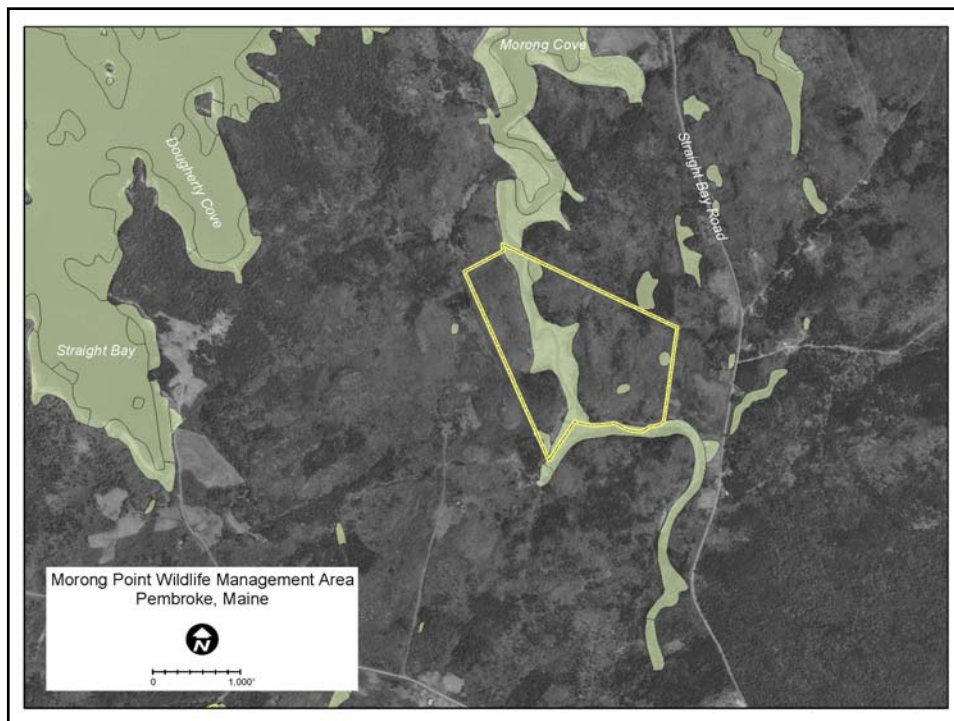 Morong Cove
Dougherty Cove
Straight Bay Road
Straight Bay
Morong Point Wildlife Management Area
Pembroke, Maine
N
0 1,000'